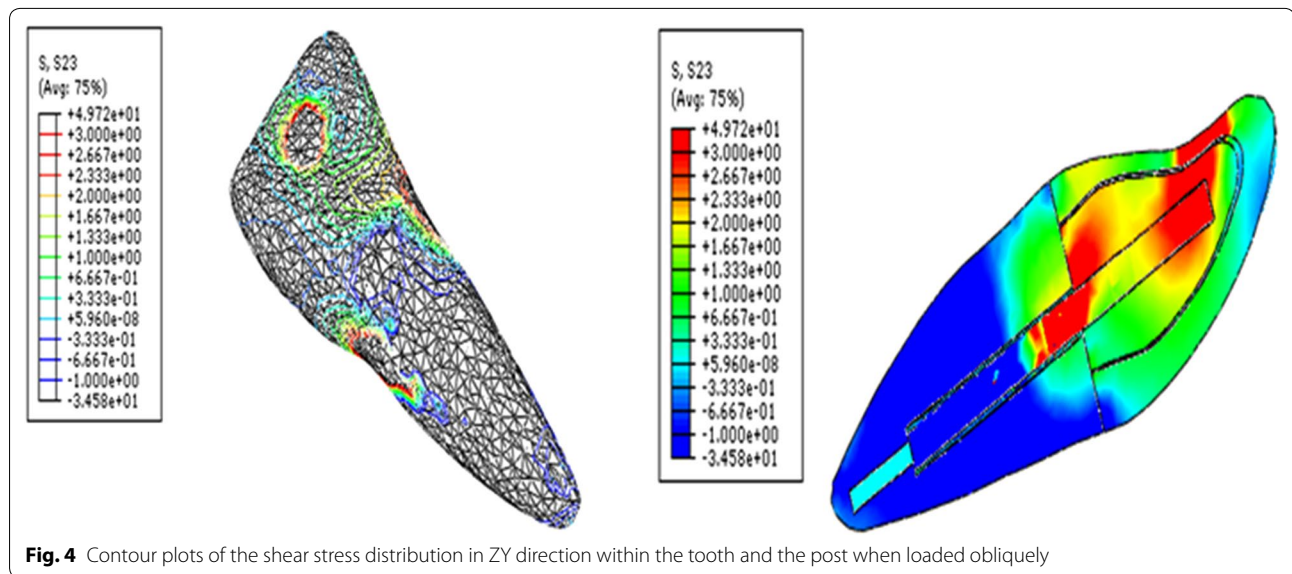 S, S23
(Avg: 75%)
+4.972e+01
+3.000e+00
+2.667e+00
+2.333e+00
+2.000e+00
+1.667e+00
+1.333e+00
+1.000e+00
+6.667e-01
+3.333e-01
+5.960e-08
-3.333e-01
-6.667e-01
-1.000e+00
-3.458e+01
S, S23
(Avg: 75%)
+4.972e+01
+3.000e+00
+2.667e+00
+2.333e+00
+2.000e+00
+1.667e+00
+1.333e+00
+1.000e+00
+6.667e-01
+3.333e-01
+5.960e-08
-3.333e-01
-6.667e-01
-1.000e+00
-3.458e+01
Fig. 4 Contour plots of the shear stress distribution in ZY direction within the tooth and the post when loaded obliquely